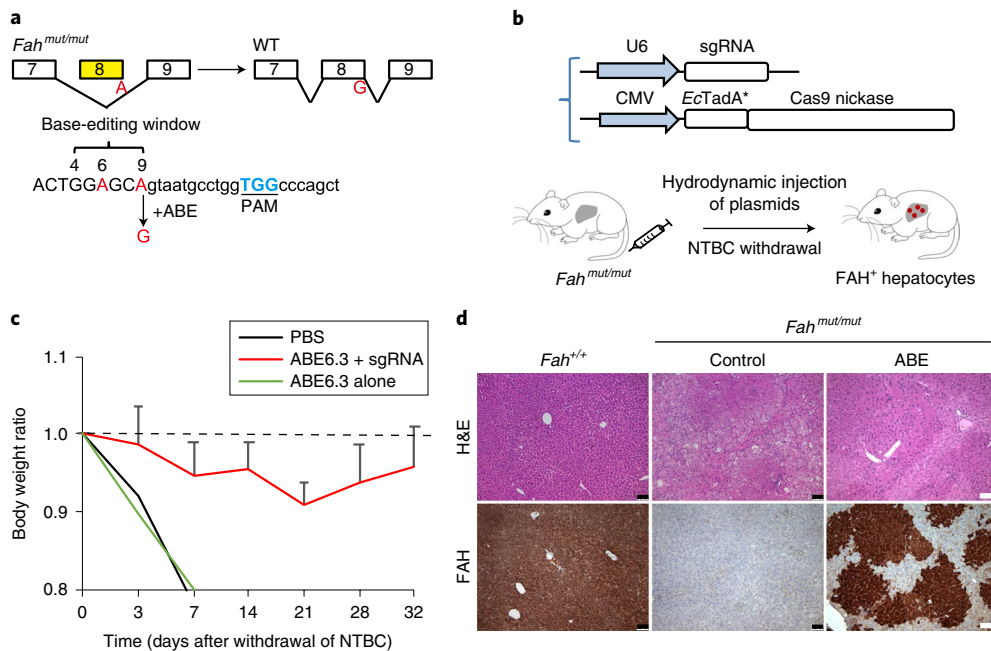 a
Fah mut/mut
WT
7 8 9
A
7 8 9
G
Base-editing window
4 6 9
ACTGGAGCAgtaatgcctggTGGcccagct
+ABE
PAM
G
b
U6 sgRNA
CMV EcTadA* Cas9 nickase
Hydrodynamic injection
of plasmids
NTBC withdrawal
Fah mut/mut
FAH+ hepatocytes
c
PBS
ABE6.3 + sgRNA
ABE6.3 alone
Body weight ratio
1.1
1.0
0.9
0.8
0 3 7 14 21 28 32
Time (days after withdrawal of NTBC)
d
Fah mut/mut
Fah+/+
Control
ABE
H&E
FAH